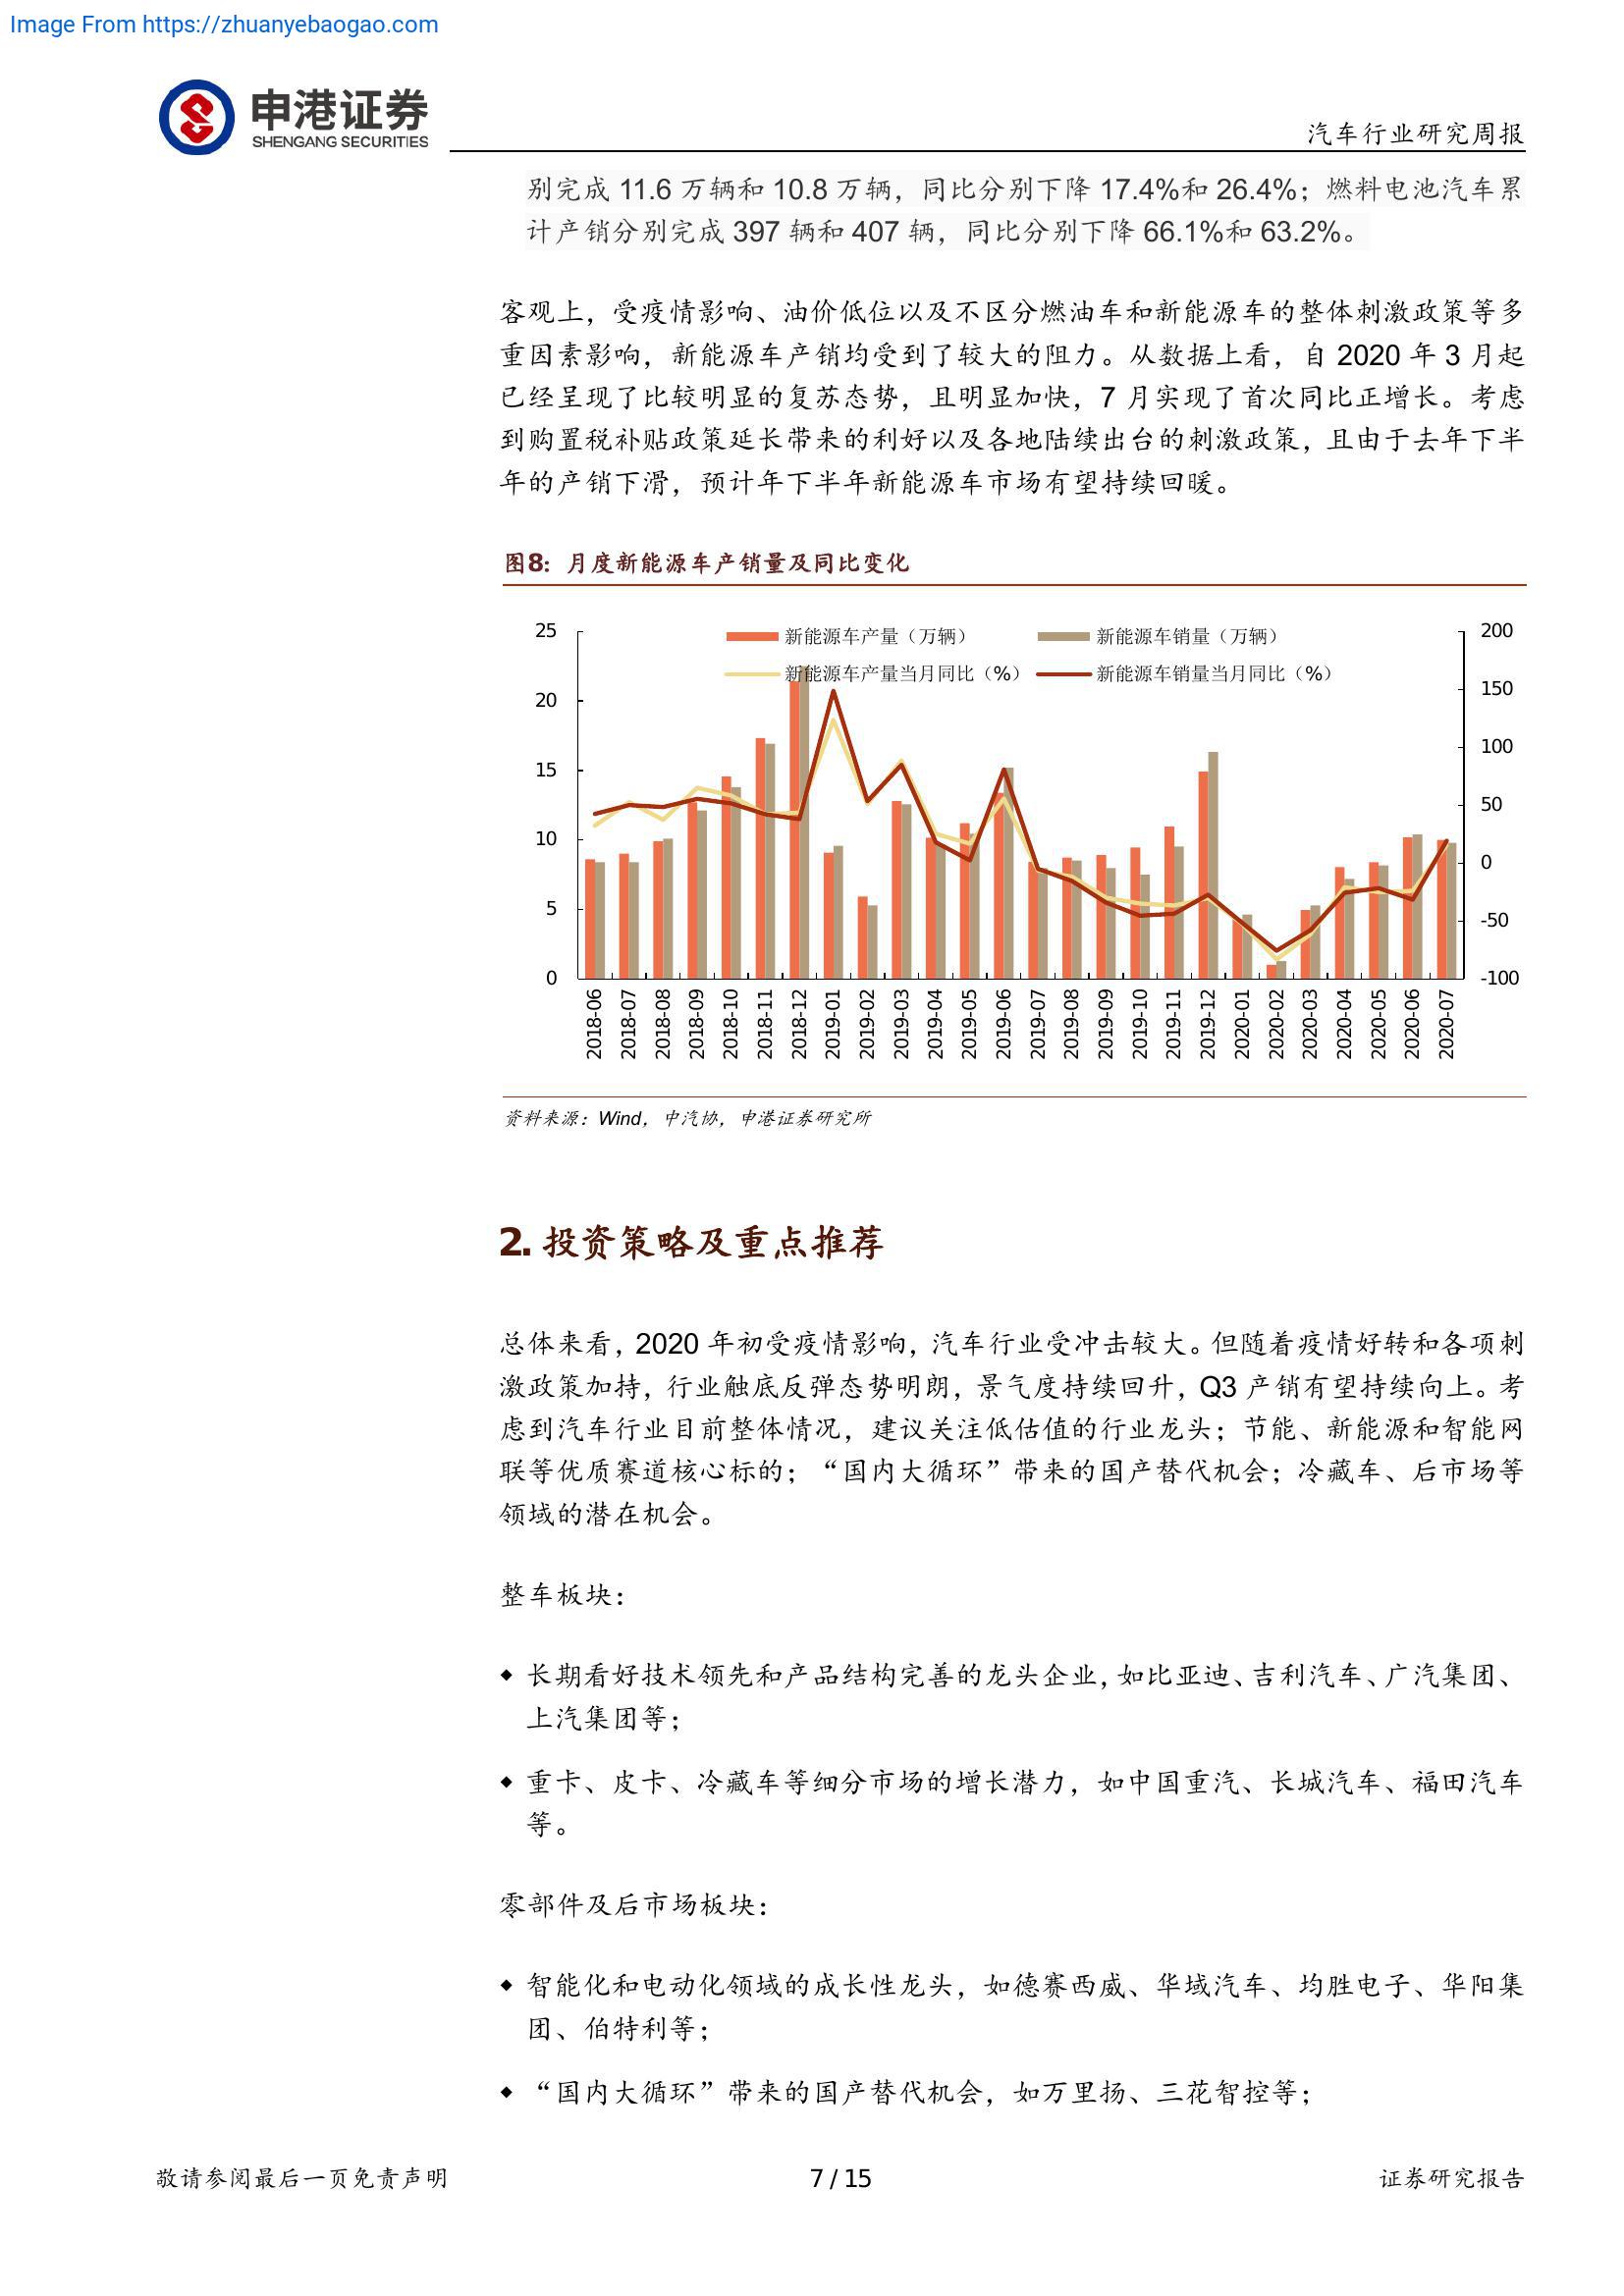 Image From https://zhuanyebaogao.com
申港证券
SHENGANG SECURITIES
汽车行业研究周报
别完成 11.6 万辆和 10.8 万辆，同比分别下降 17.4%和 26.4%；燃料电池汽车累
计产销分别完成 397 辆和 407 辆，同比分别下降 66.1%和 63.2%。
客观上，受疫情影响、油价低位以及不区分燃油车和新能源车的整体刺激政策等多
重因素影响，新能源车产销均受到了较大的阻力。从数据上看，自 2020 年 3 月起
已经呈现了比较明显的复苏态势，且明显加快，7 月实现了首次同比正增长。考虑
到购置税补贴政策延长带来的利好以及各地陆续出台的刺激政策，且由于去年下半
年的产销下滑，预计年下半年新能源车市场有望持续回暖。
图8：月度新能源车产销量及同比变化
新能源车产量（万辆） 新能源车销量（万辆）
新能源车产量当月同比（%） 新能源车销量当月同比（%）
25
20
15
10
5
0
200
150
100
50
0
-50
-100
2018-06
2018-07
2018-08
2018-09
2018-10
2018-11
2018-12
2019-01
2019-02
2019-03
2019-04
2019-05
2019-06
2019-07
2019-08
2019-09
2019-10
2019-11
2019-12
2020-01
2020-02
2020-03
2020-04
2020-05
2020-06
2020-07
资料来源：Wind，中汽协，申港证券研究所
2. 投资策略及重点推荐
总体来看，2020 年初受疫情影响，汽车行业受冲击较大。但随着疫情好转和各项刺
激政策加持，行业触底反弹态势明朗，景气度持续回升，Q3 产销有望持续向上。考
虑到汽车行业目前整体情况，建议关注低估值的行业龙头；节能、新能源和智能网
联等优质赛道核心标的；“国内大循环”带来的国产替代机会；冷藏车、后市场等
领域的潜在机会。
整车板块：
◆ 长期看好技术领先和产品结构完善的龙头企业，如比亚迪、吉利汽车、广汽集团、
上汽集团等；
◆ 重卡、皮卡、冷藏车等细分市场的增长潜力，如中国重汽、长城汽车、福田汽车
等。
零部件及后市场板块：
◆ 智能化和电动化领域的成长性龙头，如德赛西威、华域汽车、均胜电子、华阳集
团、伯特利等；
◆ “国内大循环”带来的国产替代机会，如万里扬、三花智控等；
敬请参阅最后一页免责声明
7 / 15
证券研究报告